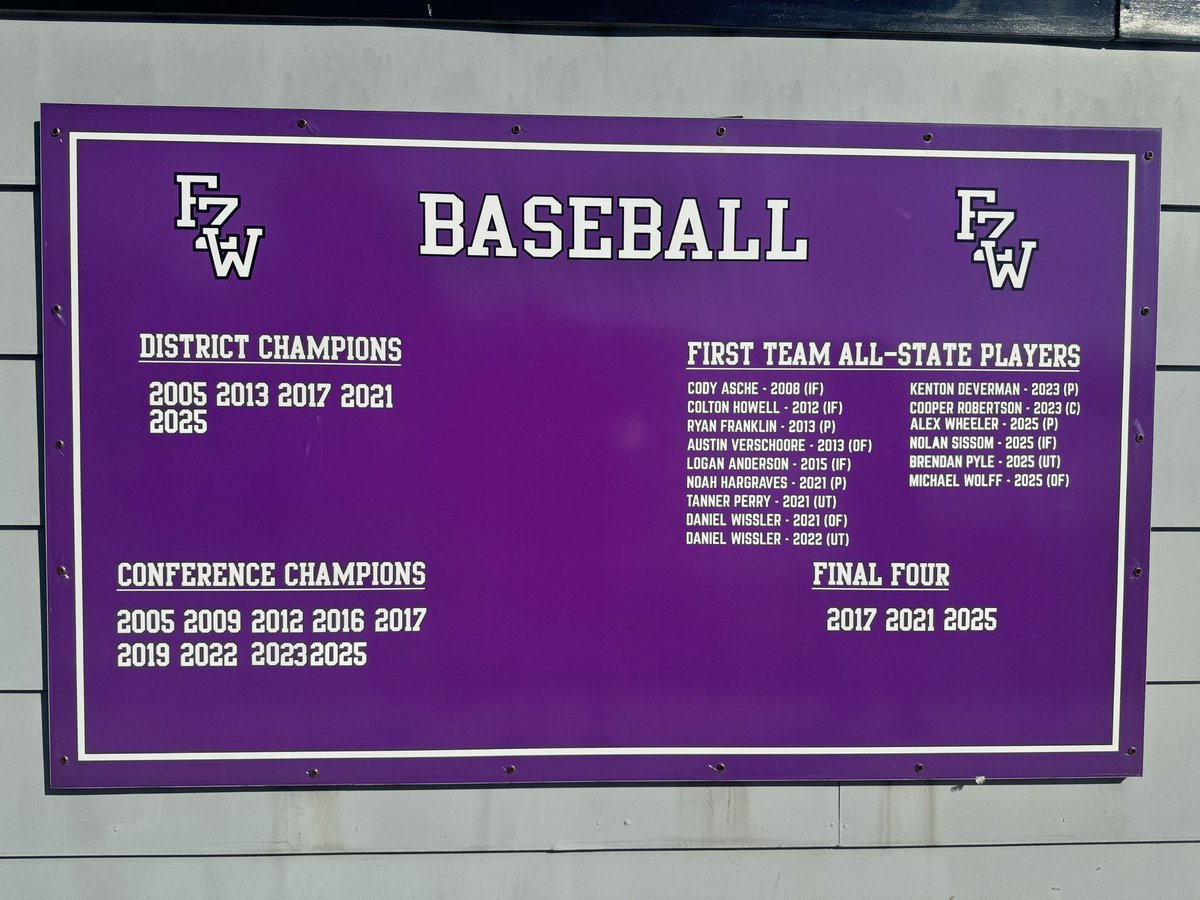 FZW
BASEBALL
FZW
DISTRICT CHAMPIONS
2005 2013 2017 2021
2025
CONFERENCE CHAMPIONS
2005 2009 2012 2016 2017
2019 2022 2023 2025
FIRST TEAM ALL-STATE PLAYERS
CODY ASCHE - 2008 (IF)
COLTON HOWELL - 2012 (IF)
RYAN FRANKLIN - 2013 (P)
AUSTIN VERSCHOORE - 2013 (OF)
LOGAN ANDERSON - 2015 (IF)
NOAH HARGRAVES - 2021 (P)
TANNER PERRY - 2021 (UT)
DANIEL WISSLER - 2021 (OF)
DANIEL WISSLER - 2022 (UT)
KENTON DEVERMAN - 2023 (P)
COOPER ROBERTSON - 2023 (C)
ALEX WHEELER - 2025 (P)
NOLAN SISSOM - 2025 (IF)
BRENDAN PYLE - 2025 (UT)
MICHAEL WOLFF - 2025 (OF)
FINAL FOUR
2017 2021 2025